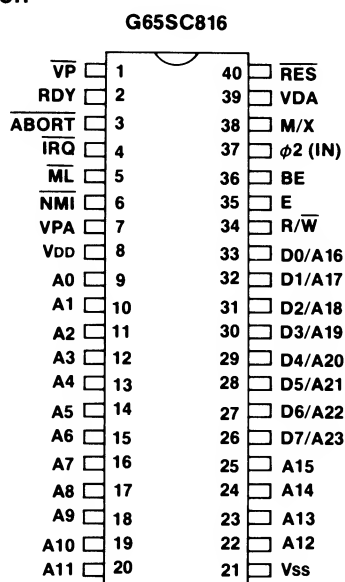 G65SC816
VP 1 40 RES
RDY 2 39 VDA
ABORT 3 38 M/X
IRQ 4 37 φ2 (IN)
ML 5 36 BE
NMI 6 35 E
VPA 7 34 R/W
VDD 8 33 D0/A16
A0 9 32 D1/A17
A1 10 31 D2/A18
A2 11 30 D3/A19
A3 12 29 D4/A20
A4 13 28 D5/A21
A5 14 27 D6/A22
A6 15 26 D7/A23
A7 16 25 A15
A8 17 24 A14
A9 18 23 A13
A10 19 22 A12
A11 20 21 Vss